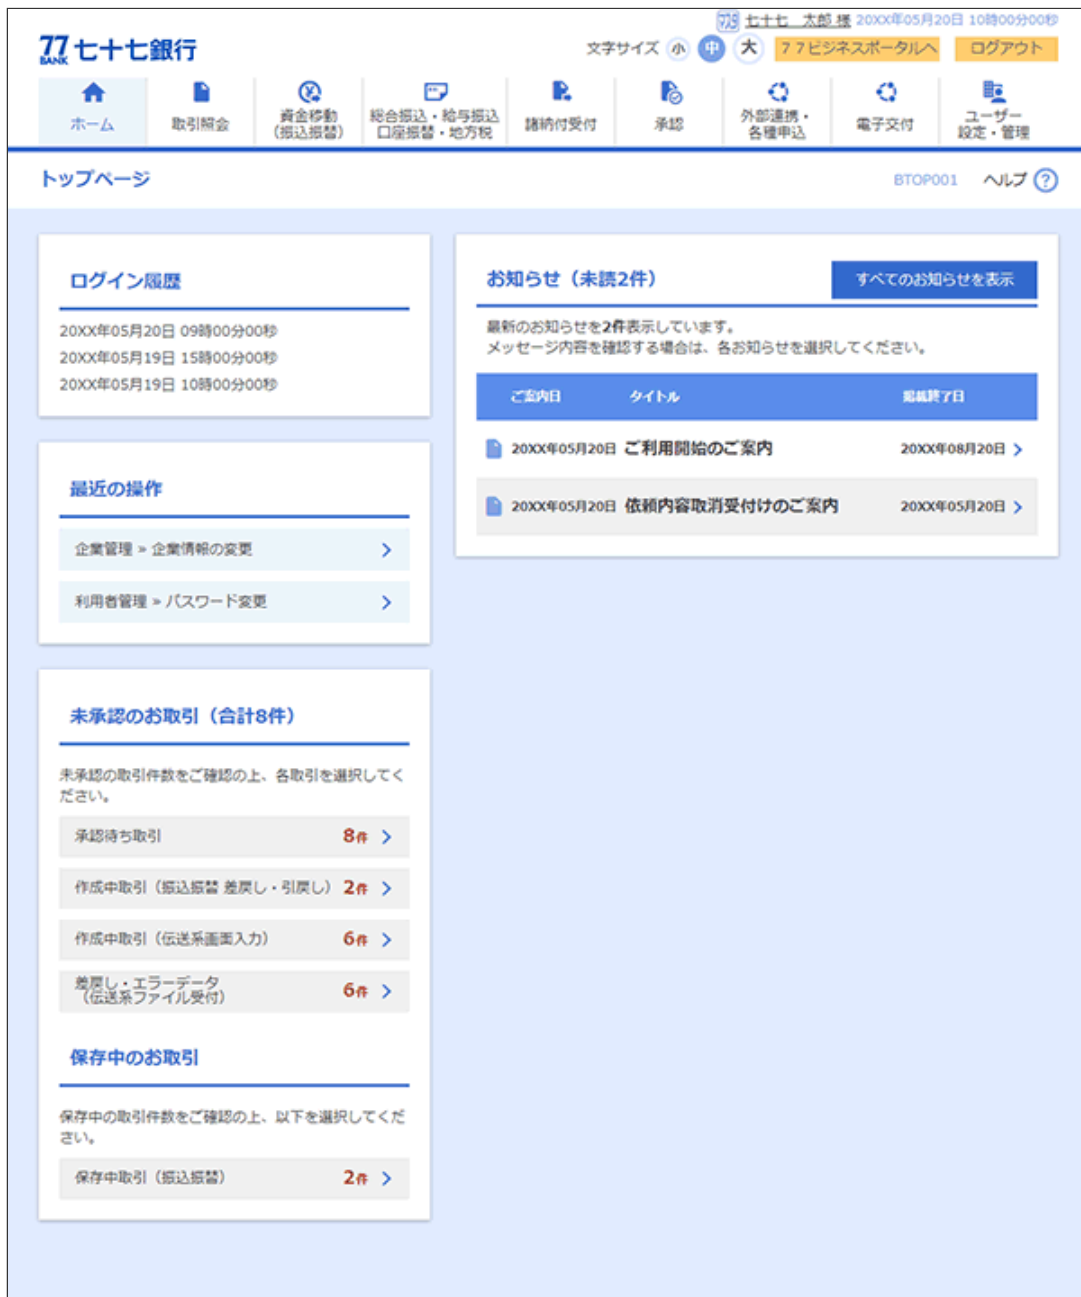 七十七 太郎 様 20XX年05月20日 10時00分00秒
77 BANK 七十七銀行
文字サイズ 小 中 大 77ビジネスポータルへ ログアウト
ホーム
取引照会
資金移動
(振込振替)
総合振込・給与振込
口座振替・地方税
諸納付受付
承認
外部連携・
各種申込
電子交付
ユーザー
設定・管理
トップページ
BTOP001 ヘルプ ?
ログイン履歴
20XX年05月20日 09時00分00秒
20XX年05月19日 15時00分00秒
20XX年05月19日 10時00分00秒
最近の操作
企業管理 » 企業情報の変更
利用者管理 » パスワード変更
未承認のお取引(合計8件)
未承認の取引件数をご確認の上、各取引を選択してく
ださい。
承認待ち取引 8件
作成中取引(振込振替 差戻し・引戻し) 2件
作成中取引(伝送系画面入力) 6件
差戻し・エラーデータ
(伝送系ファイル受付) 6件
保存中のお取引
保存中の取引件数をご確認の上、以下を選択してくだ
さい。
保存中取引(振込振替) 2件
お知らせ(未読2件) すべてのお知らせを表示
最新のお知らせを2件表示しています。
メッセージ内容を確認する場合は、各お知らせを選択してください。
ご案内日 タイトル 掲載終了日
20XX年05月20日 ご利用開始のご案内 20XX年08月20日
20XX年05月20日 依頼内容取消受付けのご案内 20XX年05月20日